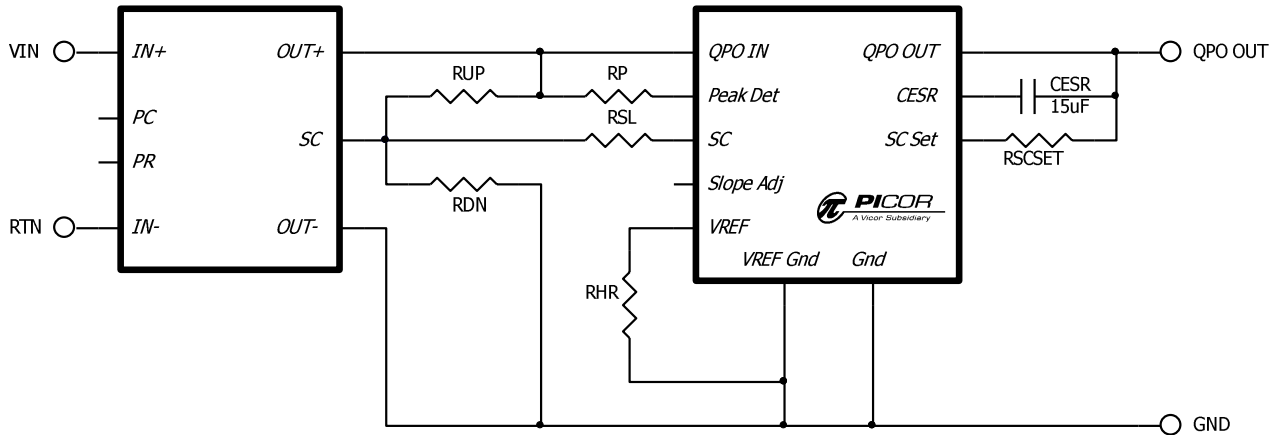 VIN
IN+
OUT+
PC
PR
SC
RTN
IN-
OUT-
RUP
RP
RSL
RDN
RHR
QPO IN
QPO OUT
Peak Det
CESR
SC
SC Set
Slope Adj
VREF
PICOR
A Vicor Subsidiary
VREF Gnd
Gnd
CESR
15uF
RSCSET
QPO OUT
GND